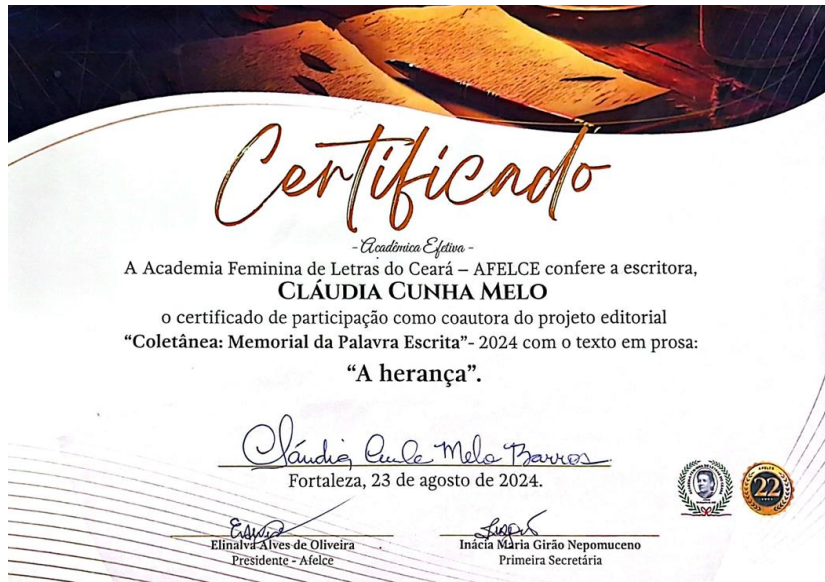 Certificado
- Acadêmica Efetiva -
A Academia Feminina de Letras do Ceará – AFELCE confere a escritora,
CLÁUDIA CUNHA MELO
o certificado de participação como coautora do projeto editorial
“Coletânea: Memorial da Palavra Escrita”- 2024 com o texto em prosa:
“A herança”.
Cláudia Cunha Melo Barros
Fortaleza, 23 de agosto de 2024.
AFELCE
22
Elinalva Alves de Oliveira
Presidente - Afelce
Inácia Maria Girão Nepomuceno
Primeira Secretária